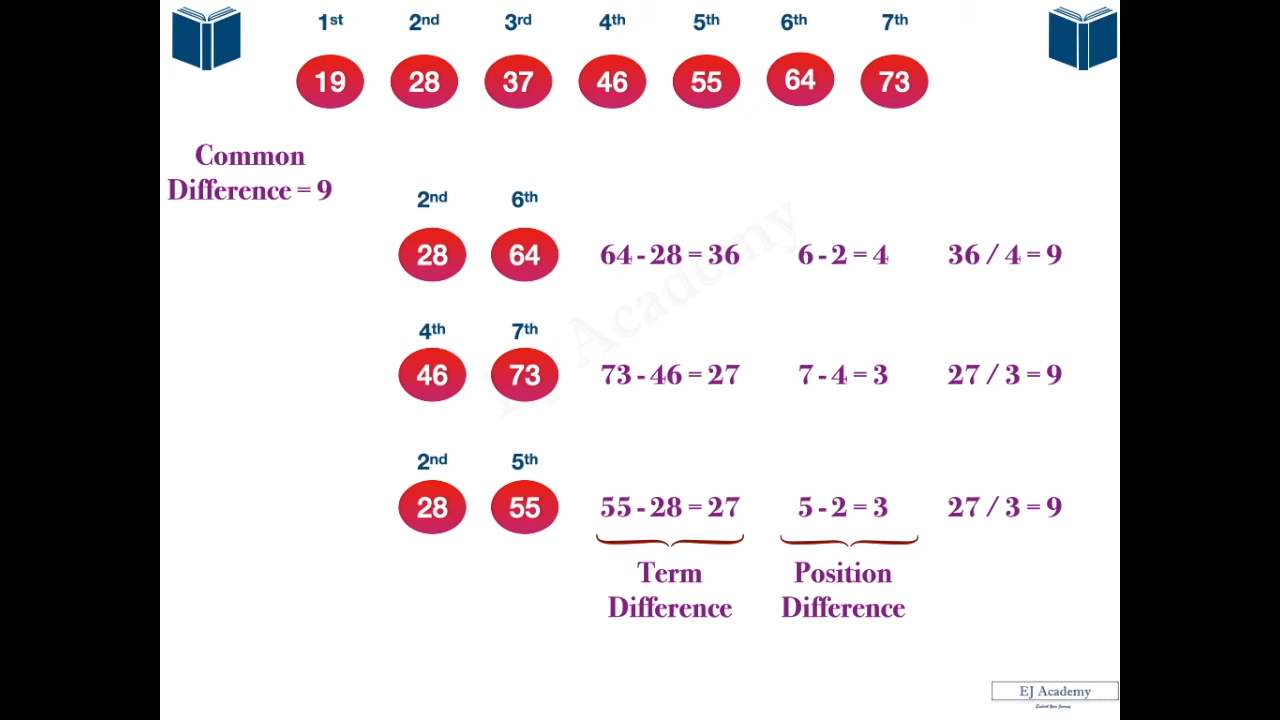 1st 2nd 3rd 4th 5th 6th 7th
19 28 37 46 55 64 73
Common
Difference = 9
2nd 6th
28 64 64 - 28 = 36 6 - 2 = 4 36 / 4 = 9
4th 7th
46 73 73 - 46 = 27 7 - 4 = 3 27 / 3 = 9
2nd 5th
28 55 55 - 28 = 27 5 - 2 = 3 27 / 3 = 9
Term Position
Difference Difference
EJ Academy
EJ Academy